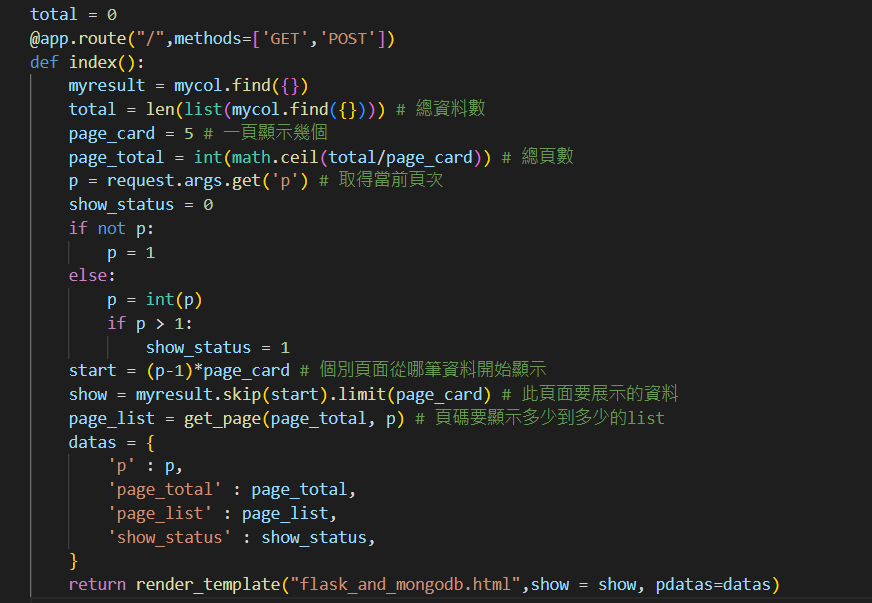 total = 0
@app.route("/",methods=['GET','POST'])
def index():
    myresult = mycol.find({})
    total = len(list(mycol.find({}))) # 總資料數
    page_card = 5 # 一頁顯示幾個
    page_total = int(math.ceil(total/page_card)) # 總頁數
    p = request.args.get('p') # 取得當前頁次
    show_status = 0
    if not p:
        p = 1
    else:
        p = int(p)
        if p > 1:
            show_status = 1
    start = (p-1)*page_card # 個別頁面從哪筆資料開始顯示
    show = myresult.skip(start).limit(page_card) # 此頁面要展示的資料
    page_list = get_page(page_total, p) # 頁碼要顯示多少到多少的list
    datas = {
        'p' : p,
        'page_total' : page_total,
        'page_list' : page_list,
        'show_status' : show_status,
    }
    return render_template("flask_and_mongodb.html",show = show, pdatas=datas)